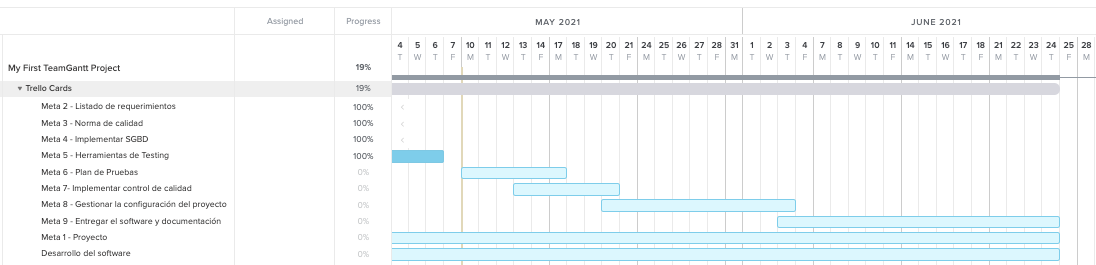 MAY 2021 JUNE 2021
Assigned Progress
4 5 6 7 10 11 12 13 14 17 18 19 20 21 24 25 26 27 28 31 1 2 3 4 7 8 9 10 11 14 15 16 17 18 21 22 23 24 25 28
T W T F M T W T F M T W T F M T W T F M T W T F M T W T F M T W T F M T W T F M
My First TeamGantt Project 19%
Trello Cards 19%
Meta 2 - Listado de requerimientos 100%
Meta 3 - Norma de calidad 100%
Meta 4 - Implementar SGBD 100%
Meta 5 - Herramientas de Testing 100%
Meta 6 - Plan de Pruebas 0%
Meta 7- Implementar control de calidad 0%
Meta 8 - Gestionar la configuración del proyecto 0%
Meta 9 - Entregar el software y documentación 0%
Meta 1 - Proyecto 0%
Desarrollo del software 0%